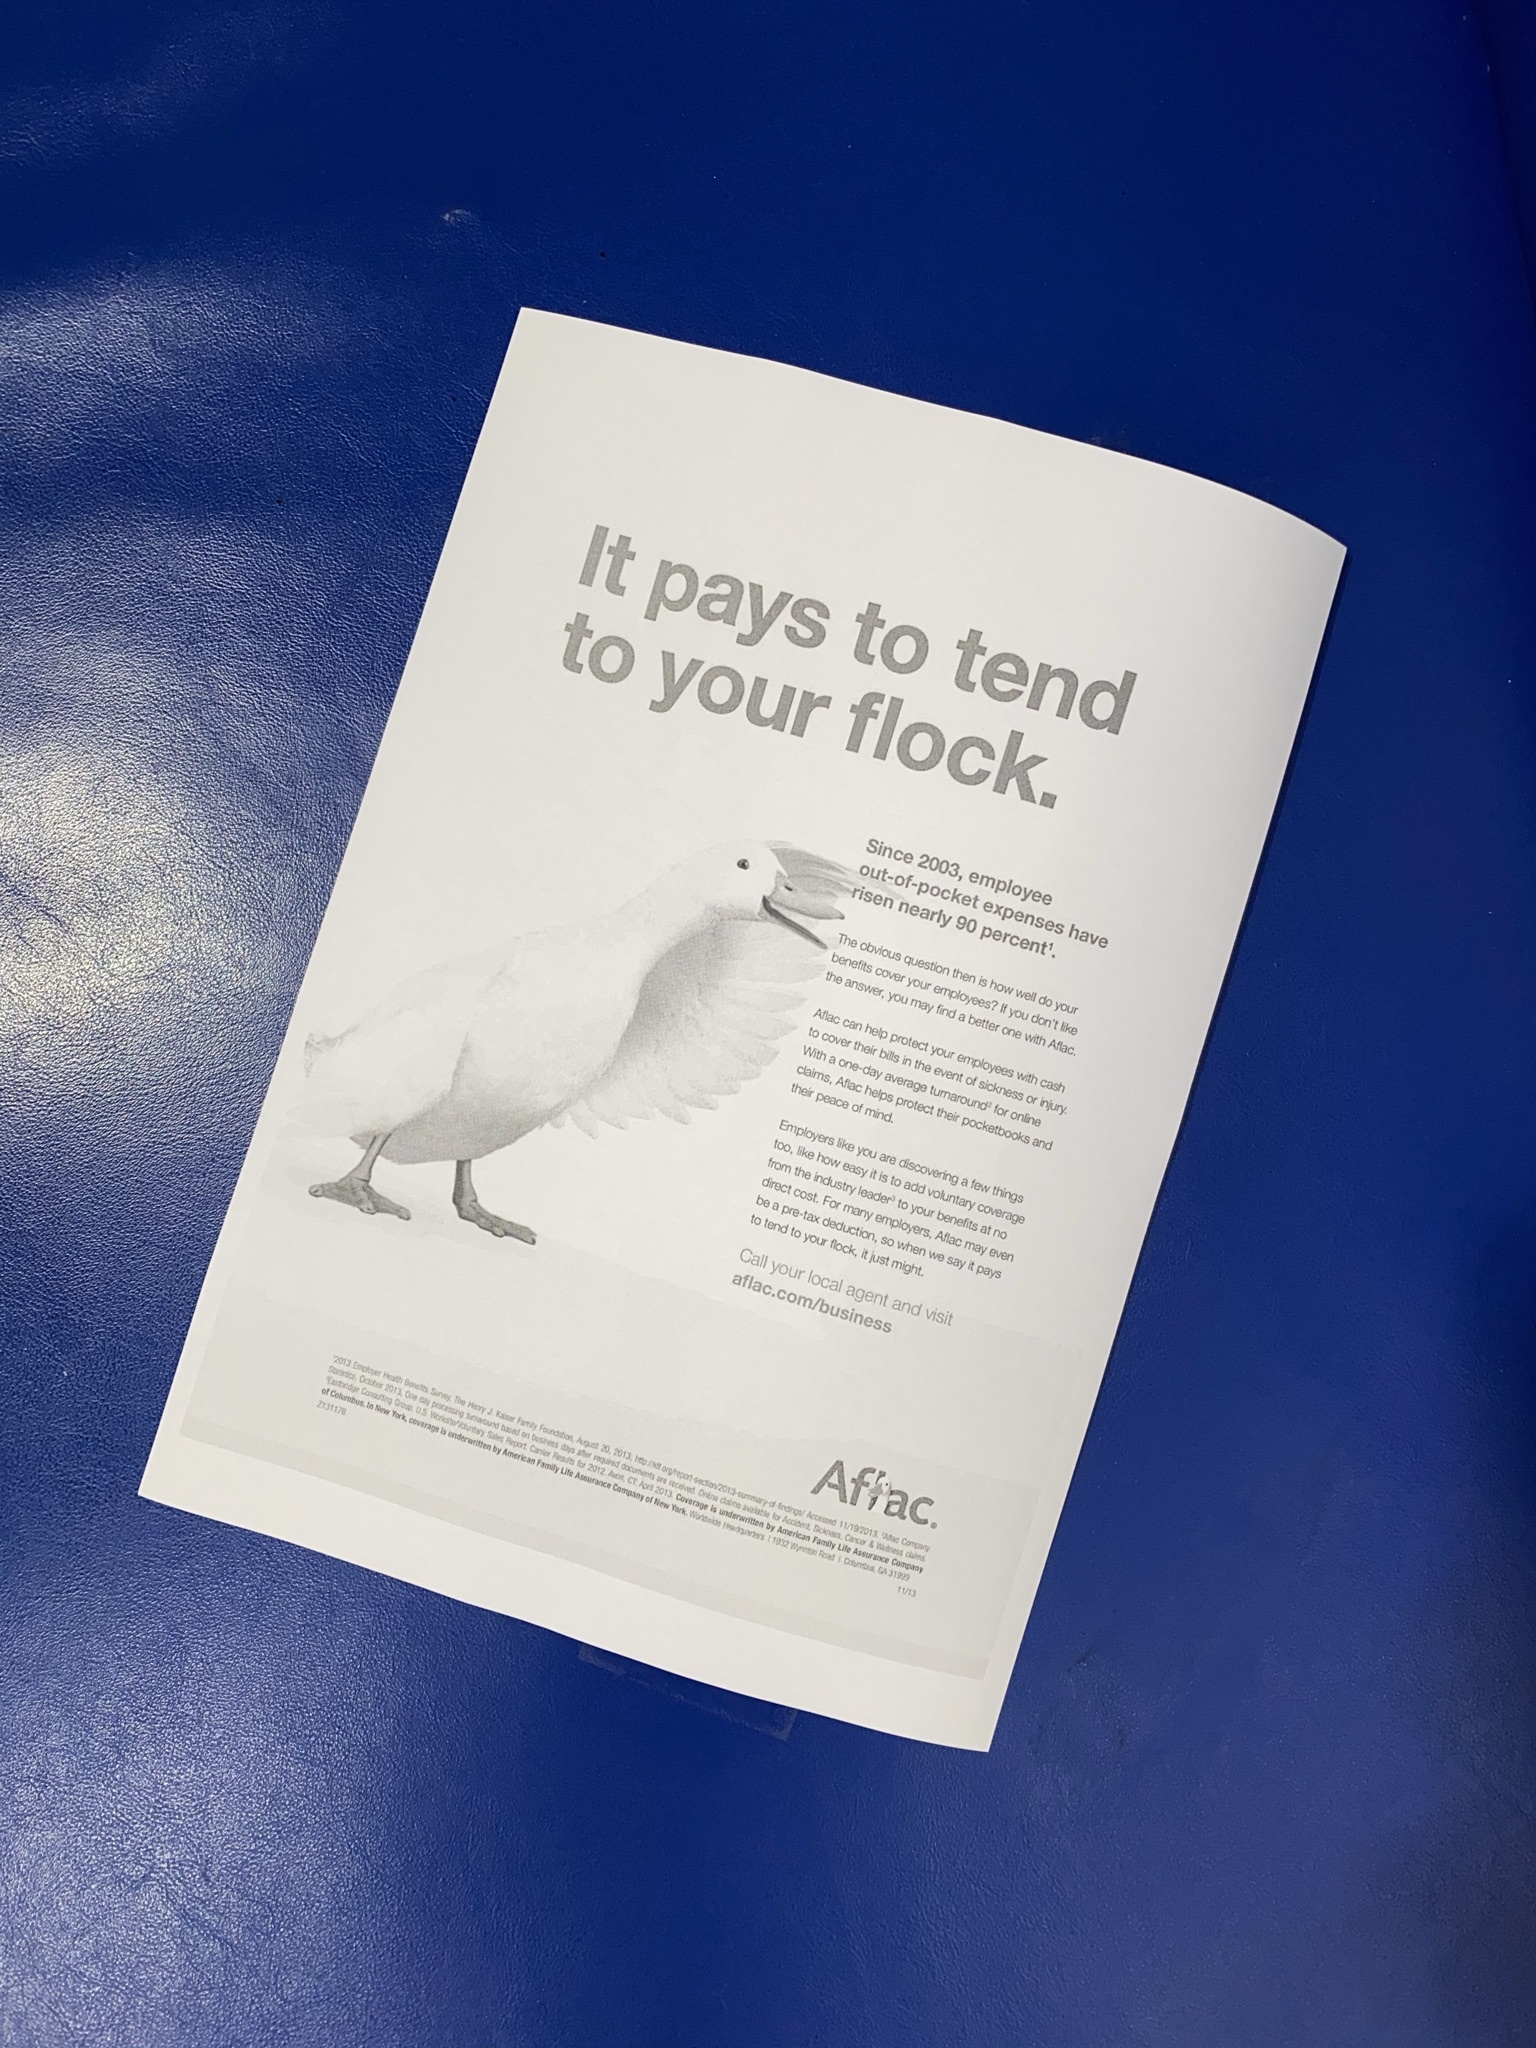 It pays to tend
to your flock.
Since 2003, employee
out-of-pocket expenses have
risen nearly 90 percent¹.
The obvious question then is how well do your
benefits cover your employees? If you don't like
the answer, you may find a better one with Aflac.
Aflac can help protect your employees with cash
to cover their bills in the event of sickness or injury.
With a one-day average turnaround² for online
claims, Aflac helps protect their pocketbooks and
their peace of mind.
Employers like you are discovering a few things
too, like how easy it is to add voluntary coverage
from the industry leader³ to your benefits at no
direct cost. For many employers, Aflac may even
be a pre-tax deduction, so when we say it pays
to tend to your flock, it just might.
Call your local agent and visit
aflac.com/business
Aflac®
¹2013 Employer Health Benefits Survey, The Henry J. Kaiser Family Foundation, August 20, 2013, http://kff.org/report-section/2013-summary-of-findings/ Accessed 11/19/2013. ²Aflac Company
Statistics, October 2013. One day processing turnaround based on business days after required documents are received. Online claims available for Accident, Sickness, Cancer & Wellness claims.
³Eastbridge Consulting Group, U.S. Worksite/Voluntary Sales Report. Carrier Results for 2012. Avon, CT, April 2013. Coverage is underwritten by American Family Life Assurance Company
of Columbus. In New York, coverage is underwritten by American Family Life Assurance Company of New York. Worldwide Headquarters | 1932 Wynnton Road | Columbus, GA 31999
Z131176 11/13